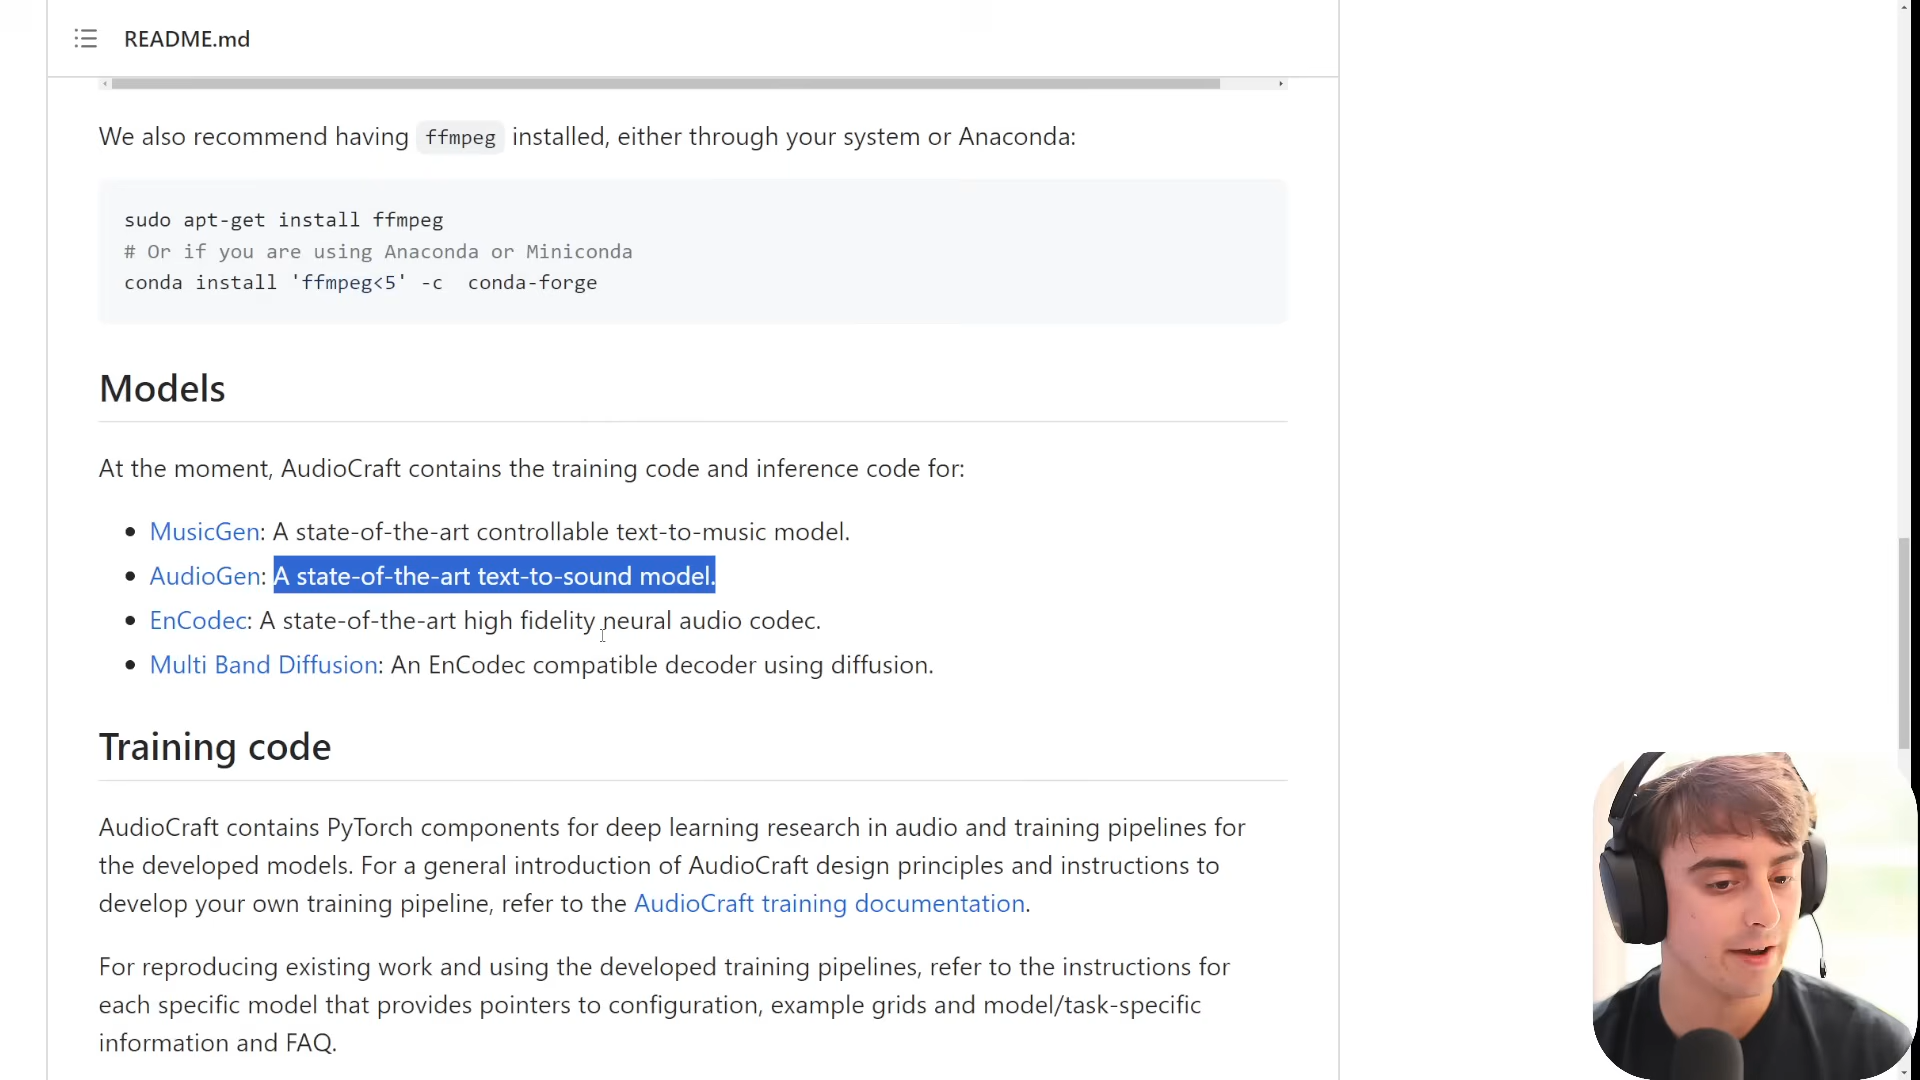 README.md
We also recommend having ffmpeg installed, either through your system or Anaconda:
sudo apt-get install ffmpeg
# Or if you are using Anaconda or Miniconda
conda install 'ffmpeg<5' -c  conda-forge
Models
At the moment, AudioCraft contains the training code and inference code for:
MusicGen: A state-of-the-art controllable text-to-music model.
AudioGen: A state-of-the-art text-to-sound model.
EnCodec: A state-of-the-art high fidelity neural audio codec.
Multi Band Diffusion: An EnCodec compatible decoder using diffusion.
Training code
AudioCraft contains PyTorch components for deep learning research in audio and training pipelines for
the developed models. For a general introduction of AudioCraft design principles and instructions to
develop your own training pipeline, refer to the AudioCraft training documentation.
For reproducing existing work and using the developed training pipelines, refer to the instructions for
each specific model that provides pointers to configuration, example grids and model/task-specific
information and FAQ.